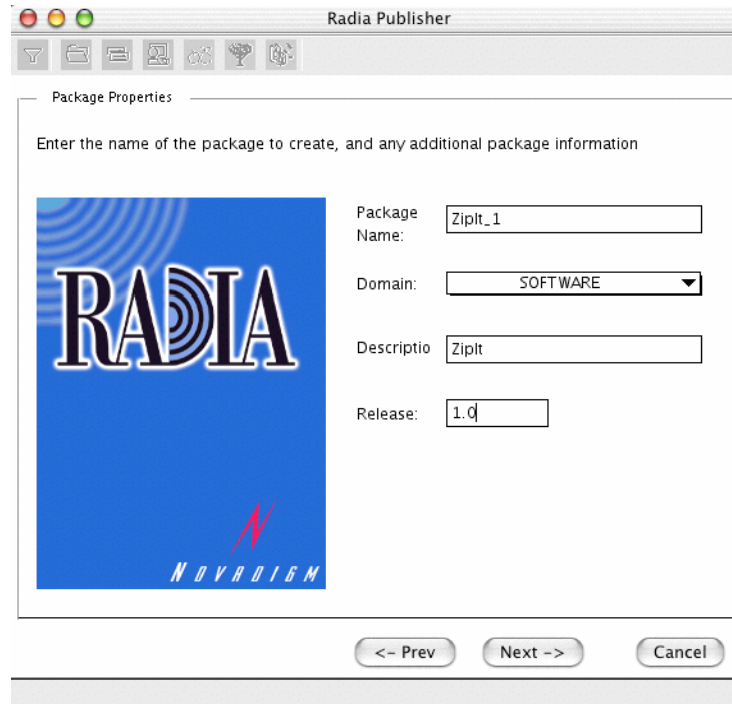 Radia Publisher
Package Properties
Enter the name of the package to create, and any additional package information
RADIA
NOVADIGM
Package
Name:
ZipIt_1
Domain:
SOFTWARE
Descriptio
ZipIt
Release:
1.0
<- Prev
Next ->
Cancel